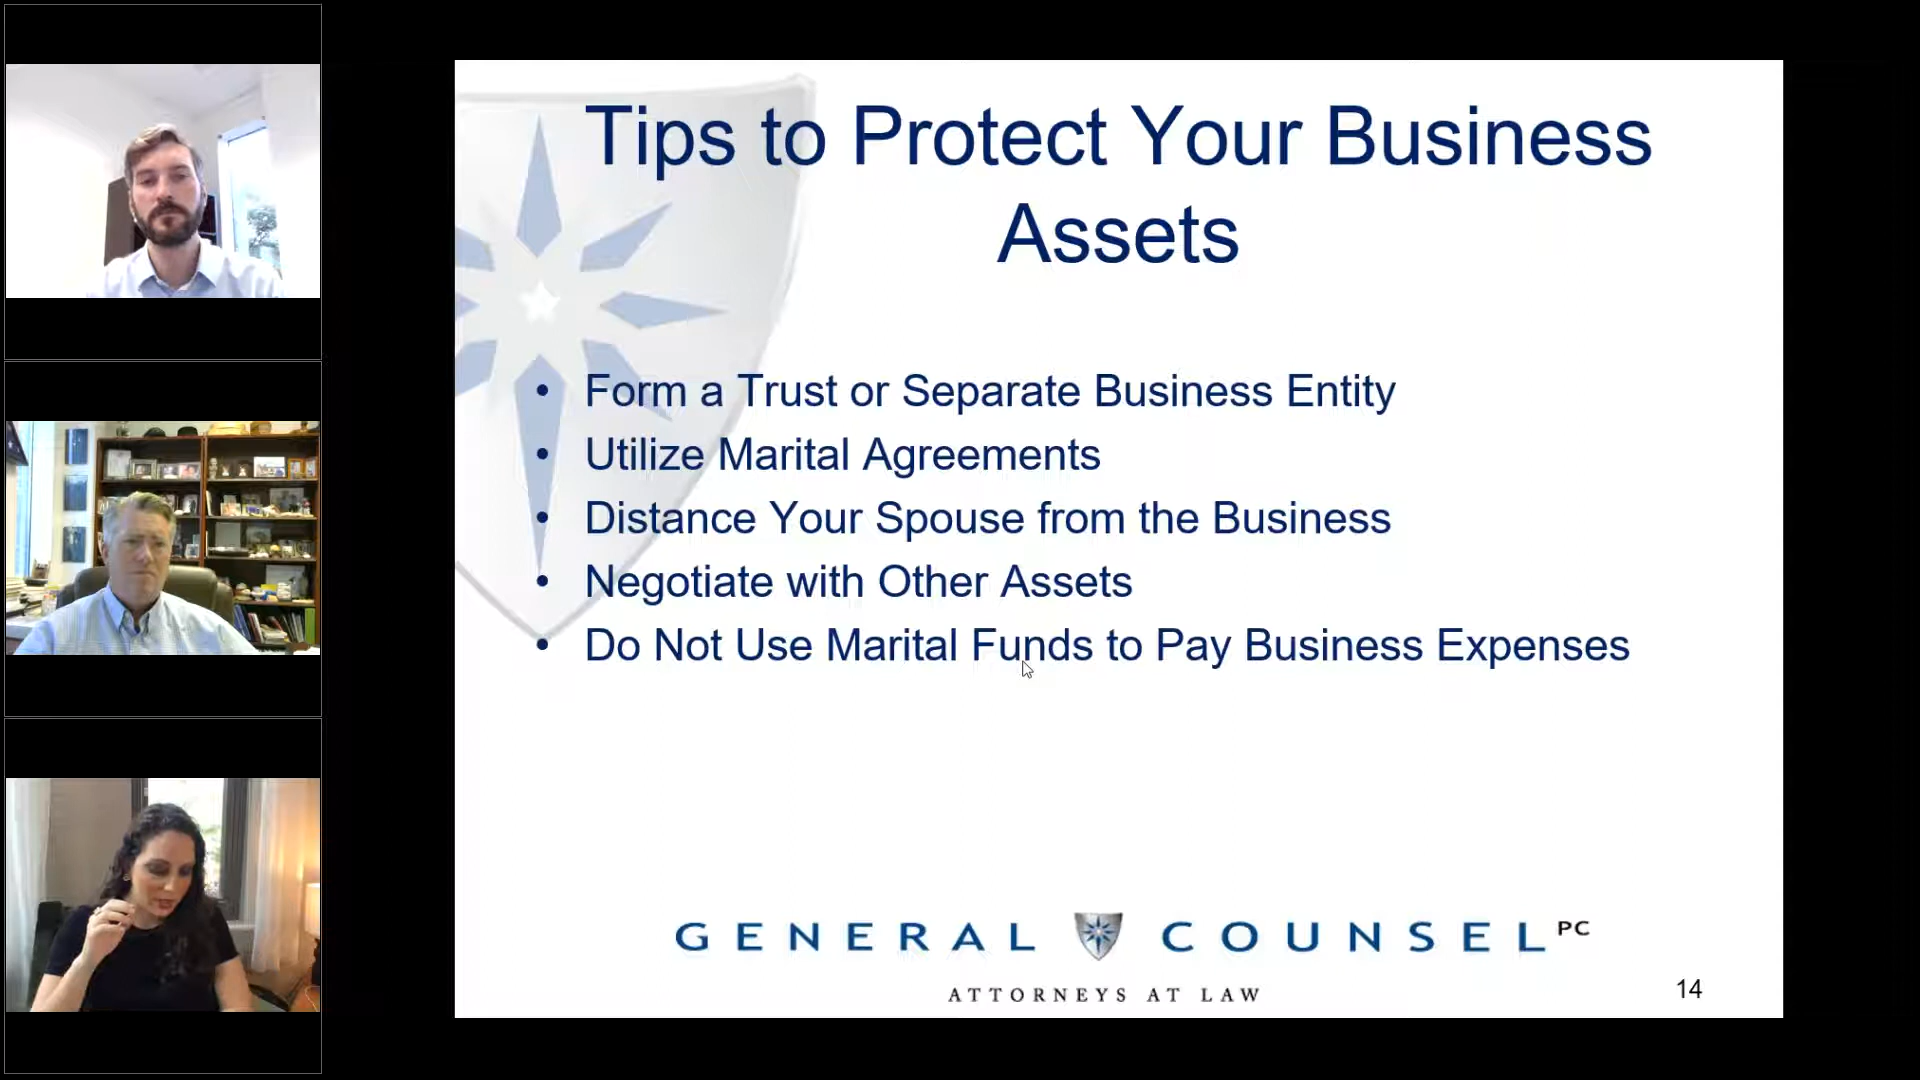 Tips to Protect Your Business
Assets
• Form a Trust or Separate Business Entity
• Utilize Marital Agreements
• Distance Your Spouse from the Business
• Negotiate with Other Assets
• Do Not Use Marital Funds to Pay Business Expenses
GENERAL COUNSEL PC
ATTORNEYS AT LAW
14